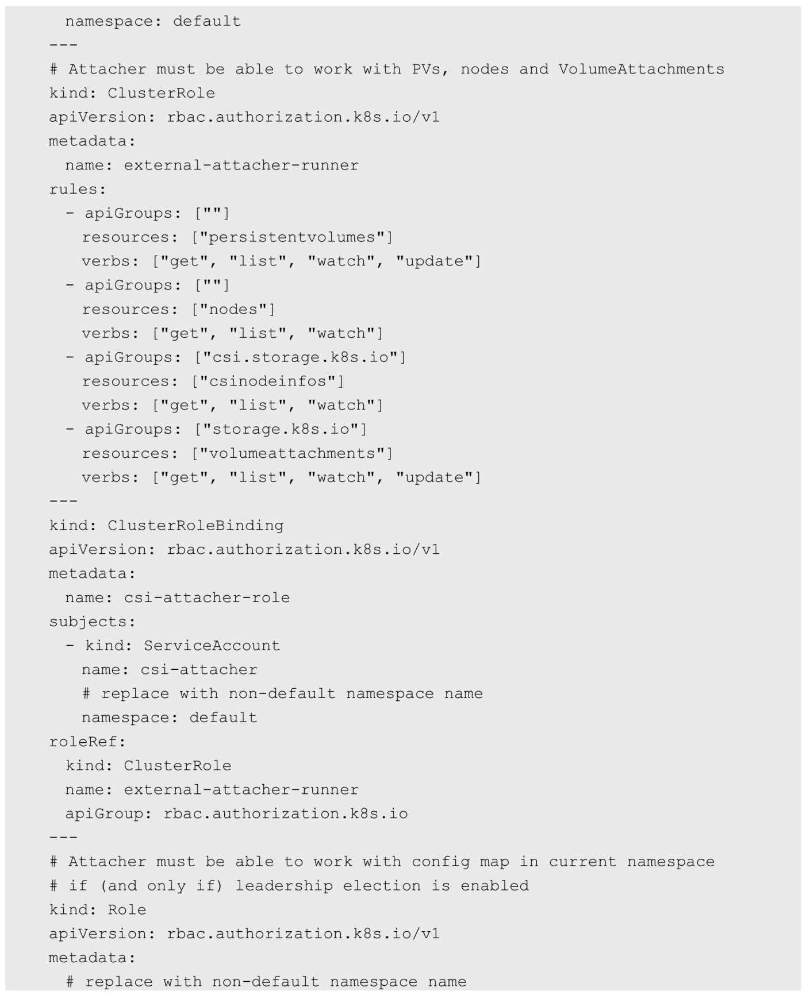 namespace: default
---
# Attacher must be able to work with PVs, nodes and VolumeAttachments
kind: ClusterRole
apiVersion: rbac.authorization.k8s.io/v1
metadata:
  name: external-attacher-runner
rules:
  - apiGroups: [""]
    resources: ["persistentvolumes"]
    verbs: ["get", "list", "watch", "update"]
  - apiGroups: [""]
    resources: ["nodes"]
    verbs: ["get", "list", "watch"]
  - apiGroups: ["csi.storage.k8s.io"]
    resources: ["csinodeinfos"]
    verbs: ["get", "list", "watch"]
  - apiGroups: ["storage.k8s.io"]
    resources: ["volumeattachments"]
    verbs: ["get", "list", "watch", "update"]
---
kind: ClusterRoleBinding
apiVersion: rbac.authorization.k8s.io/v1
metadata:
  name: csi-attacher-role
subjects:
  - kind: ServiceAccount
    name: csi-attacher
    # replace with non-default namespace name
    namespace: default
roleRef:
  kind: ClusterRole
  name: external-attacher-runner
  apiGroup: rbac.authorization.k8s.io
---
# Attacher must be able to work with config map in current namespace
# if (and only if) leadership election is enabled
kind: Role
apiVersion: rbac.authorization.k8s.io/v1
metadata:
  # replace with non-default namespace name